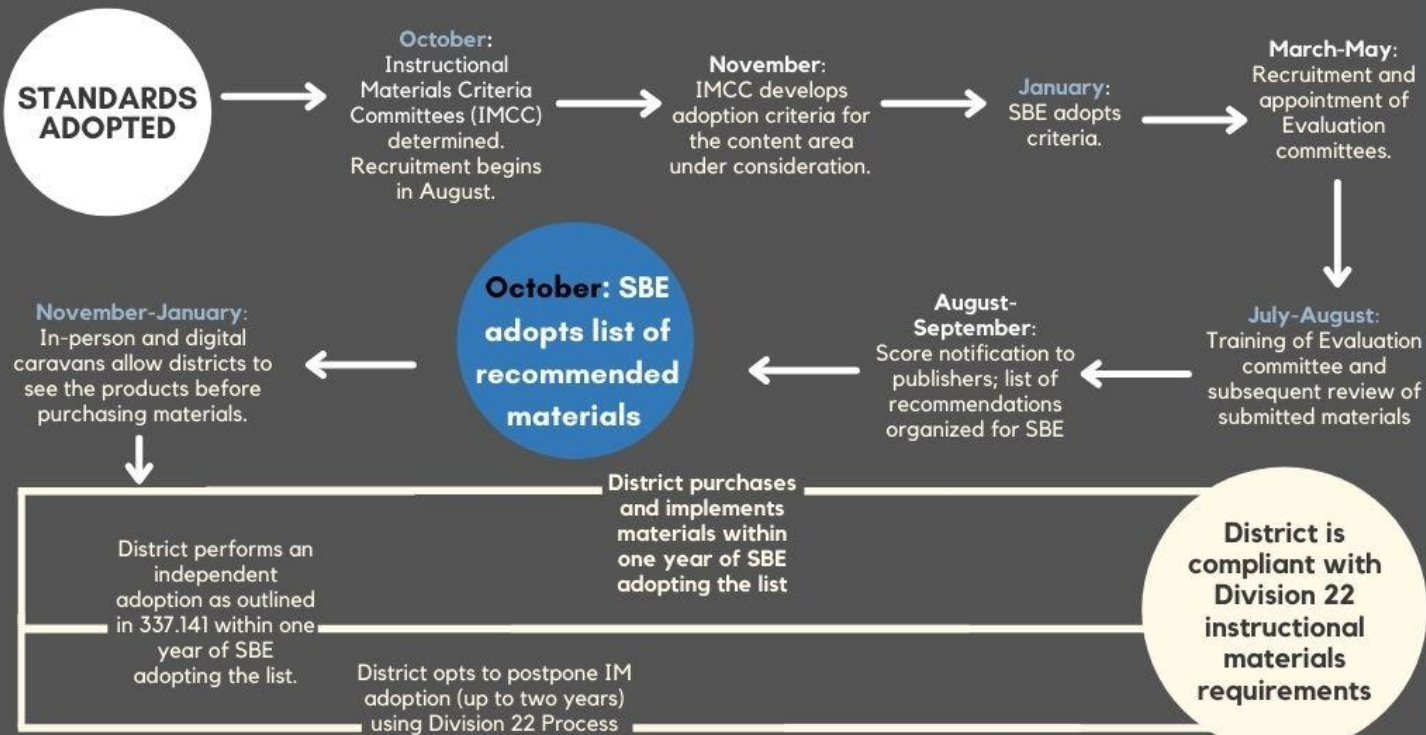 STANDARDS
ADOPTED
October:
Instructional
Materials Criteria
Committees (IMCC)
determined.
Recruitment begins
in August.
November:
IMCC develops
adoption criteria for
the content area
under consideration.
January:
SBE adopts
criteria.
March-May:
Recruitment and
appointment of
Evaluation
committees.
July-August:
Training of Evaluation
committee and
subsequent review of
submitted materials
August-
September:
Score notification to
publishers; list of
recommendations
organized for SBE
October: SBE
adopts list of
recommended
materials
November-January:
In-person and digital
caravans allow districts to
see the products before
purchasing materials.
District purchases
and implements
materials within
one year of SBE
adopting the list
District performs an
independent
adoption as outlined
in 337.141 within one
year of SBE
adopting the list.
District opts to postpone IM
adoption (up to two years)
using Division 22 Process
District is
compliant with
Division 22
instructional
materials
requirements